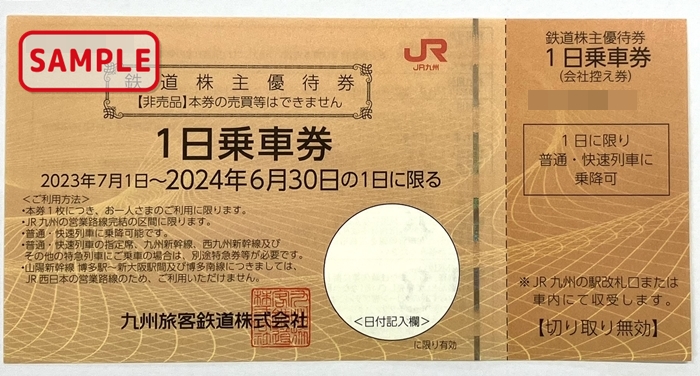 SAMPLE
JR
JR九州
鉄道株主優待券
【非売品】本券の売買等はできません
1日乗車券
2023年7月1日～2024年6月30日の1日に限る
＜ご利用方法＞
・本券1枚につき、お一人さまのご利用に限ります。
・JR九州の営業路線完結の区間に限ります。
・普通・快速列車に乗降可能です。
・普通・快速列車の指定席、九州新幹線、西九州新幹線及び
その他の特急列車にご乗車の場合は、別途特急券等が必要です。
・山陽新幹線 博多駅～新大阪駅間及び博多南線につきましては、
JR西日本の営業路線のため、ご利用いただけません。
九州旅客鉄道株式会社
＜日付記入欄＞
に限り有効
鉄道株主優待券
1日乗車券
(会社控え券)
1日に限り
普通・快速列車に
乗降可
※JR九州の駅改札口または
車内にて収受します。
【切り取り無効】